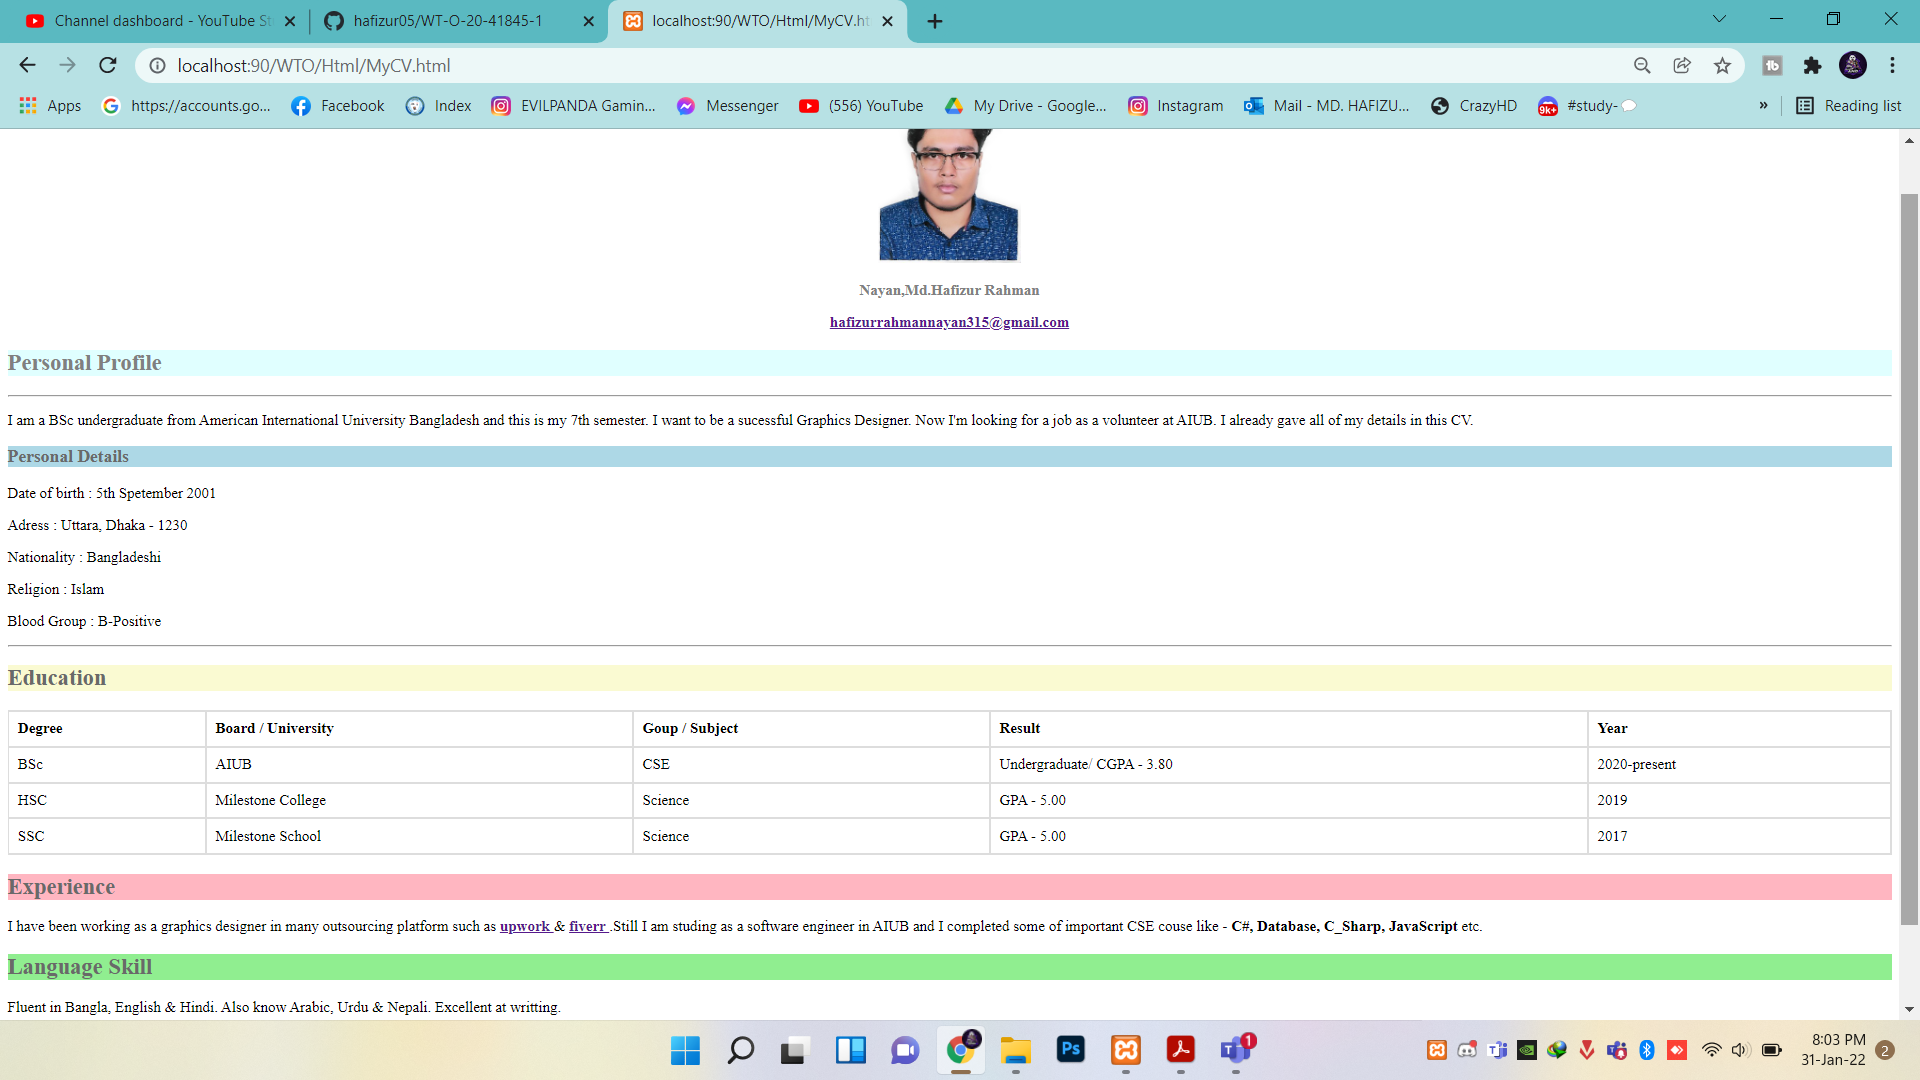 Channel dashboard - YouTube St
hafizur05/WT-O-20-41845-1
localhost:90/WTO/Html/MyCV.ht
localhost:90/WTO/Html/MyCV.html
Apps
https://accounts.go...
Facebook
Index
EVILPANDA Gamin...
Messenger
(556) YouTube
My Drive - Google...
Instagram
Mail - MD. HAFIZU...
CrazyHD
9K+
#study-
»
Reading list
Nayan,Md.Hafizur Rahman
hafizurrahmannayan315@gmail.com
Personal Profile
I am a BSc undergraduate from American International University Bangladesh and this is my 7th semester. I want to be a sucessful Graphics Designer. Now I'm looking for a job as a volunteer at AIUB. I already gave all of my details in this CV.
Personal Details
Date of birth : 5th Spetember 2001
Adress : Uttara, Dhaka - 1230
Nationality : Bangladeshi
Religion : Islam
Blood Group : B-Positive
Education
Degree Board / University Goup / Subject Result Year
BSc AIUB CSE Undergraduate/ CGPA - 3.80 2020-present
HSC Milestone College Science GPA - 5.00 2019
SSC Milestone School Science GPA - 5.00 2017
Experience
I have been working as a graphics designer in many outsourcing platform such as upwork & fiverr .Still I am studing as a software engineer in AIUB and I completed some of important CSE couse like - C#, Database, C_Sharp, JavaScript etc.
Language Skill
Fluent in Bangla, English & Hindi. Also know Arabic, Urdu & Nepali. Excellent at writting.
Ps
1
8:03 PM
31-Jan-22
2